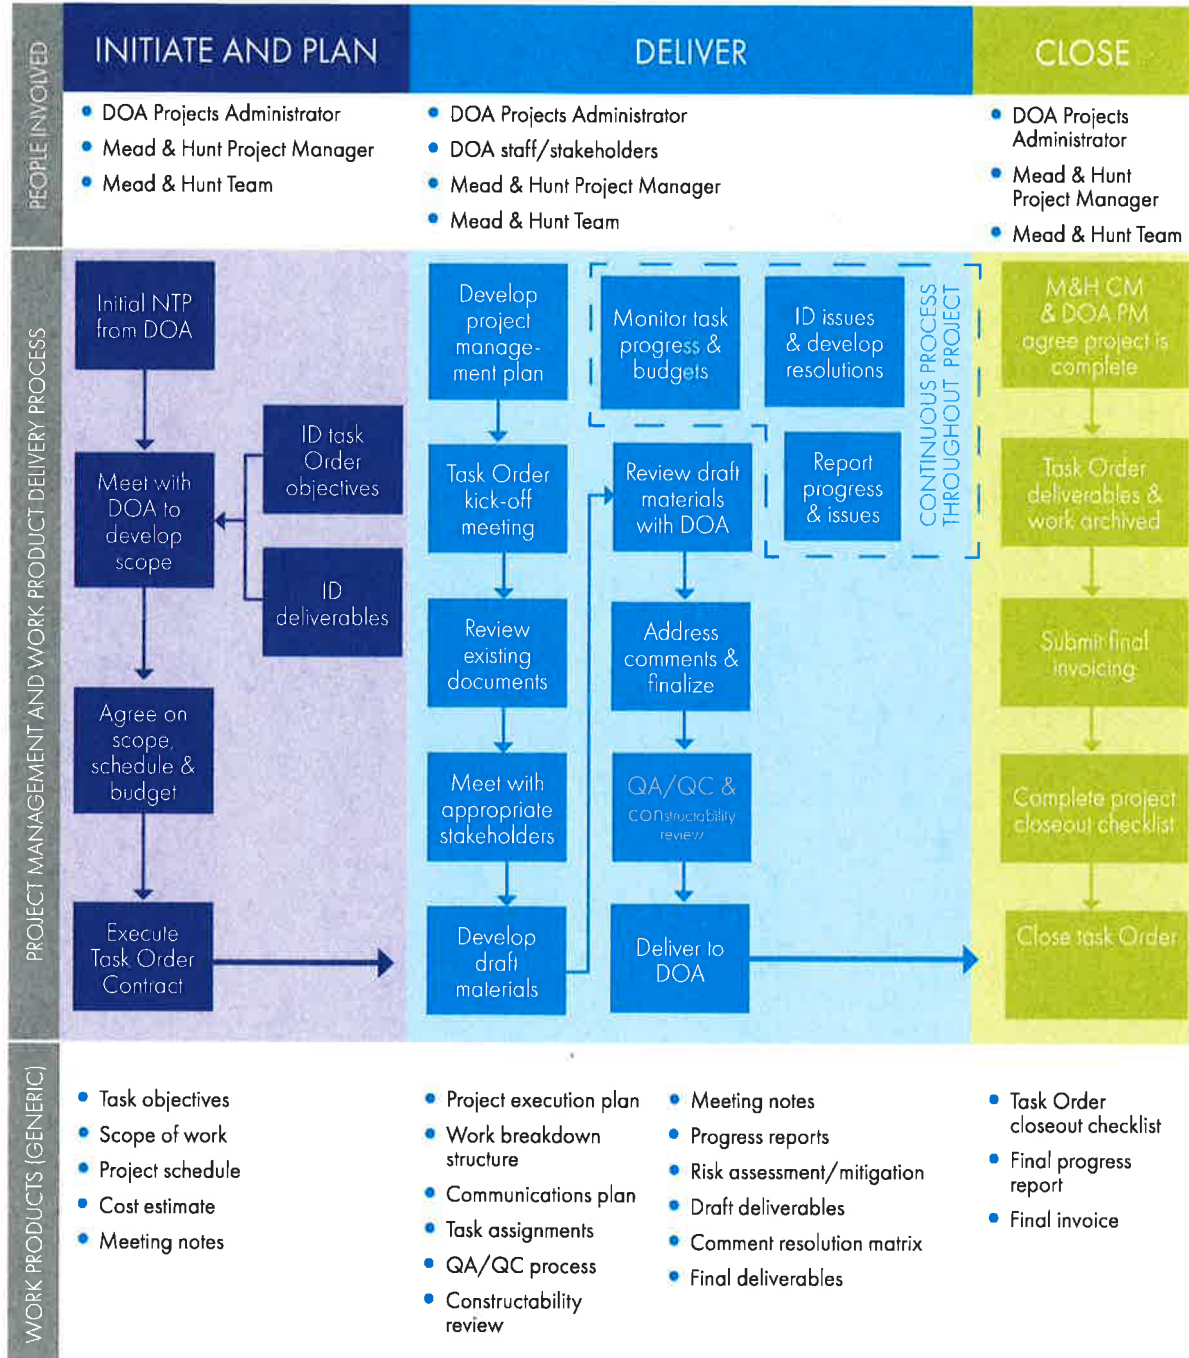 INITIATE AND PLAN
DELIVER
CLOSE
PEOPLE INVOLVED
• DOA Projects Administrator
• Mead & Hunt Project Manager
• Mead & Hunt Team
• DOA Projects Administrator
• DOA staff/stakeholders
• Mead & Hunt Project Manager
• Mead & Hunt Team
• DOA Projects
Administrator
• Mead & Hunt
Project Manager
• Mead & Hunt Team
PROJECT MANAGEMENT AND WORK PRODUCT DELIVERY PROCESS
Initial NTP
from DOA
Meet with
DOA to
develop
scope
ID task
Order
objectives
ID
deliverables
Agree on
scope,
schedule &
budget
Execute
Task Order
Contract
Develop
project
manage-
ment plan
Task Order
kick-off
meeting
Review
existing
documents
Meet with
appropriate
stakeholders
Develop
draft
materials
Monitor task
progress &
budgets
ID issues
& develop
resolutions
Report
progress
& issues
CONTINUOUS PROCESS
THROUGHOUT PROJECT
Review draft
materials
with DOA
Address
comments &
finalize
QA/QC &
constructability
review
Deliver to
DOA
M&H CM
& DOA PM
agree project is
complete
Task Order
deliverables &
work archived
Submit final
invoicing
Complete project
closeout checklist
Close task Order
WORK PRODUCTS (GENERIC)
• Task objectives
• Scope of work
• Project schedule
• Cost estimate
• Meeting notes
• Project execution plan
• Work breakdown
structure
• Communications plan
• Task assignments
• QA/QC process
• Constructability
review
• Meeting notes
• Progress reports
• Risk assessment/mitigation
• Draft deliverables
• Comment resolution matrix
• Final deliverables
• Task Order
closeout checklist
• Final progress
report
• Final invoice